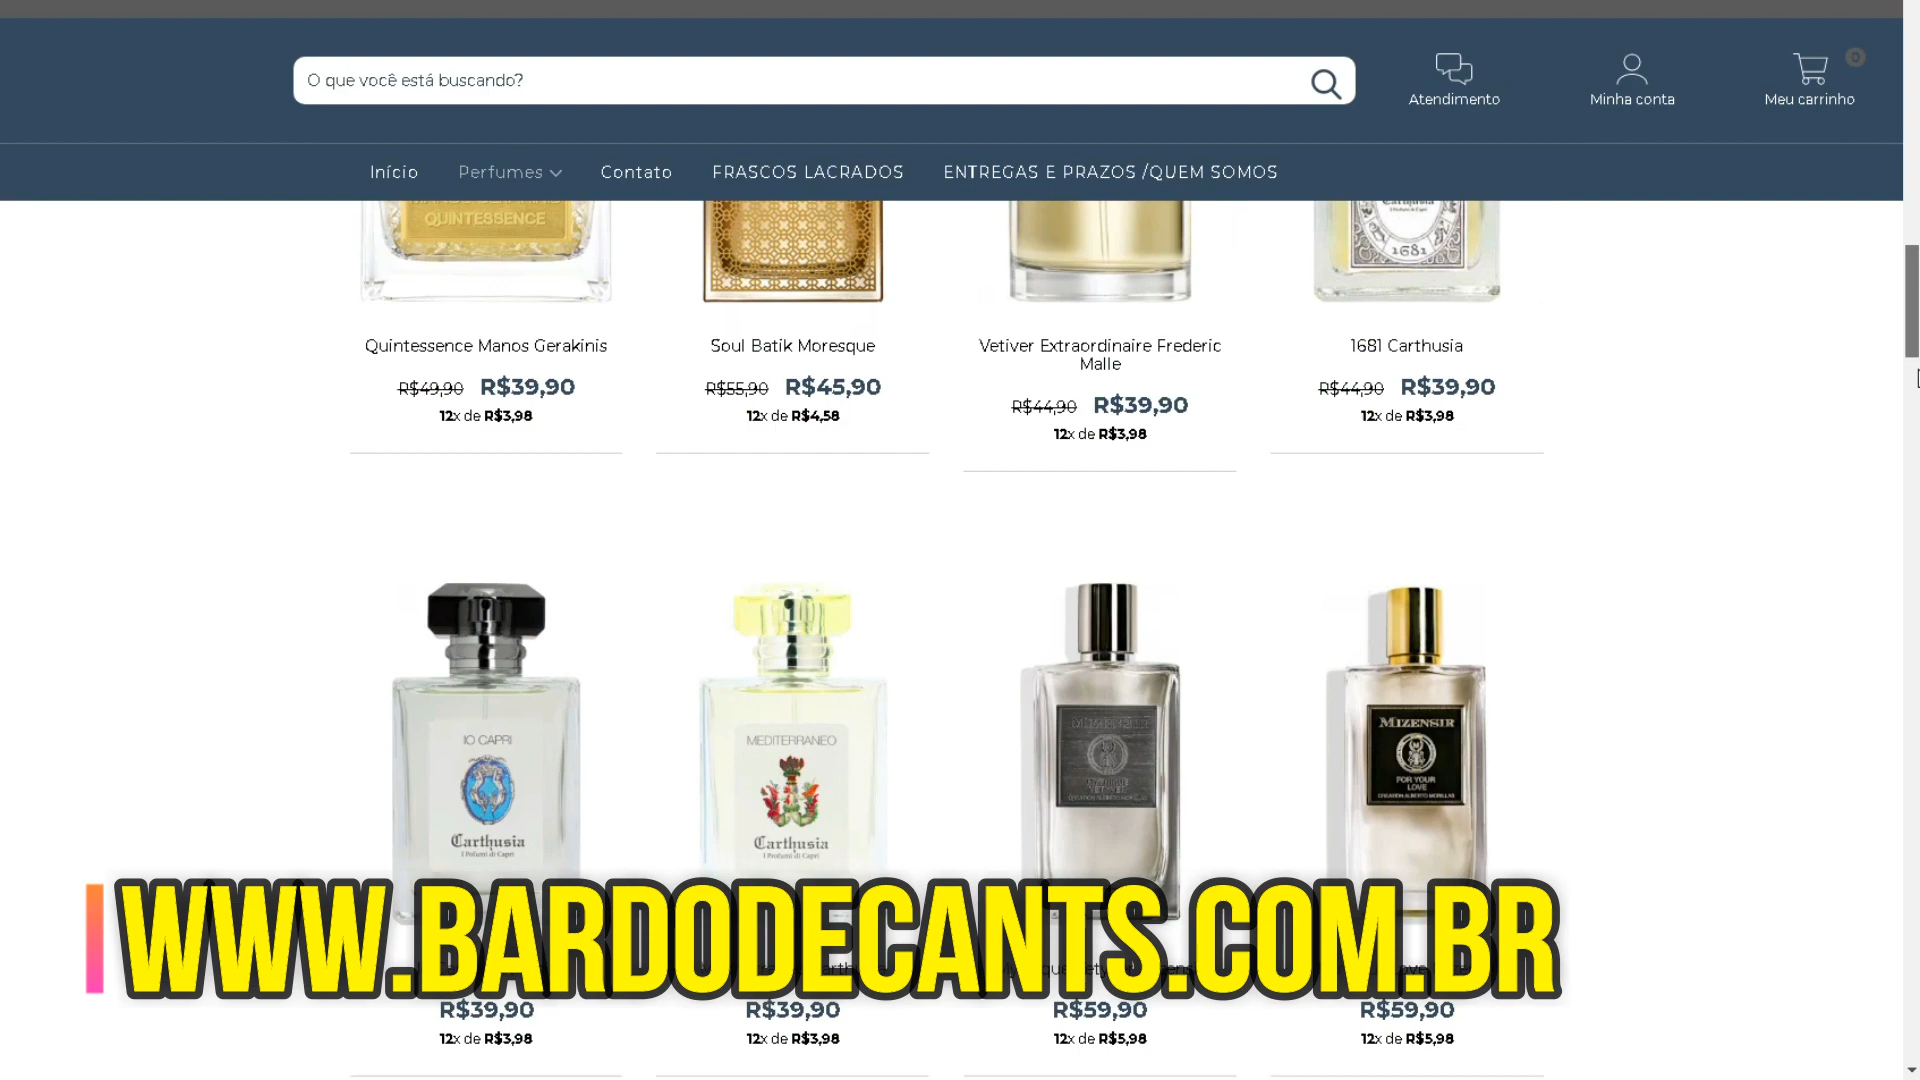 O que você está buscando?
Atendimento
Minha conta
Meu carrinho
0
Início
Perfumes
Contato
FRASCOS LACRADOS
ENTREGAS E PRAZOS /QUEM SOMOS
QUINTESSENCE
Carthusia
1681
Quintessence Manos Gerakinis
R$49,90 R$39,90
12x de R$3,98
Soul Batik Moresque
R$55,90 R$45,90
12x de R$4,58
Vetiver Extraordinaire Frederic
Malle
R$44,90 R$39,90
12x de R$3,98
1681 Carthusia
R$44,90 R$39,90
12x de R$3,98
IO CAPRI
Carthusia
I Profumi di Capri
MEDITERRANEO
Carthusia
I Profumi di Capri
MIZENSIR
MIZENSIR
FOR YOUR
LOVE
CREATION ALBERTO MORILLAS
WWW.BARDODECANTS.COM.BR
R$39,90
12x de R$3,98
R$39,90
12x de R$3,98
R$59,90
12x de R$5,98
R$59,90
12x de R$5,98